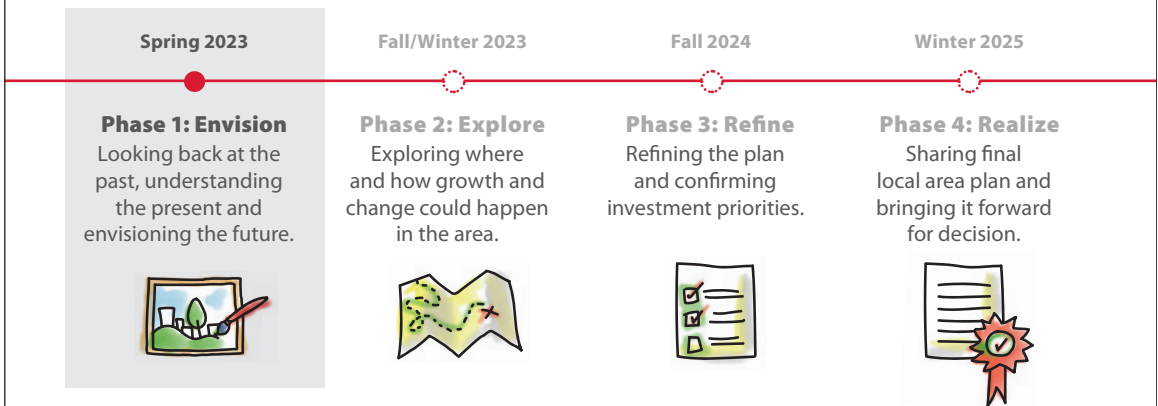 Spring 2023
Fall/Winter 2023
Fall 2024
Winter 2025
Phase 1: Envision
Looking back at the
past, understanding
the present and
envisioning the future.
Phase 2: Explore
Exploring where
and how growth and
change could happen
in the area.
Phase 3: Refine
Refining the plan
and confirming
investment priorities.
Phase 4: Realize
Sharing final
local area plan and
bringing it forward
for decision.